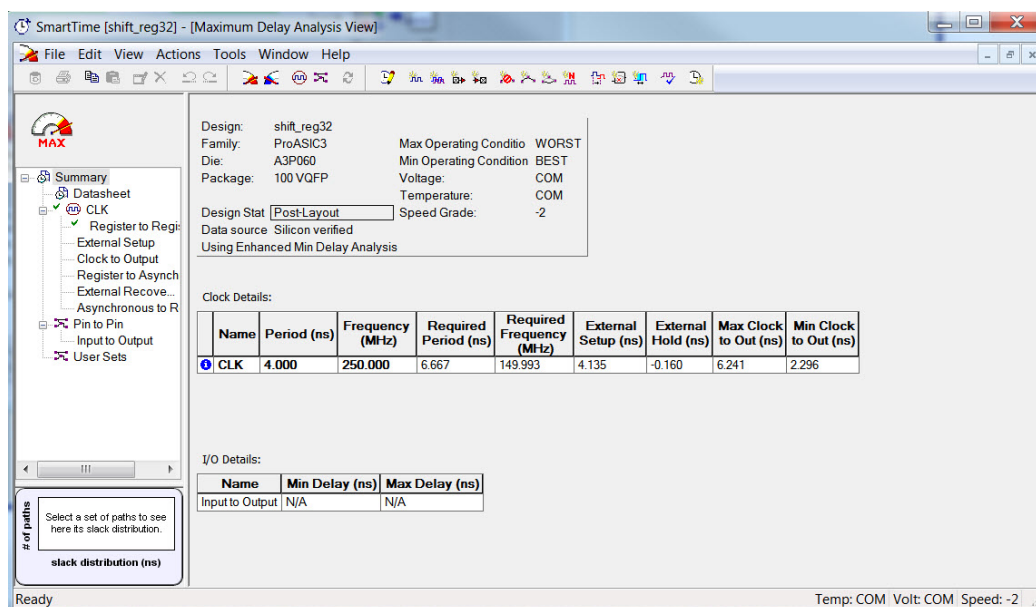 SmartTime [shift_reg32] - [Maximum Delay Analysis View]
File Edit View Actions Tools Window Help
MAX
Summary
Datasheet
CLK
Register to Regi
External Setup
Clock to Output
Register to Asynch
External Recove...
Asynchronous to R
Pin to Pin
Input to Output
User Sets
# of paths
Select a set of paths to see
here its slack distribution.
slack distribution (ns)
Design: shift_reg32
Family: ProASIC3 Max Operating Conditio WORST
Die: A3P060 Min Operating Condition BEST
Package: 100 VQFP Voltage: COM
Temperature: COM
Design Stat Post-Layout Speed Grade: -2
Data source Silicon verified
Using Enhanced Min Delay Analysis
Clock Details:
Name Period (ns) Frequency (MHz) Required Period (ns) Required Frequency (MHz) External Setup (ns) External Hold (ns) Max Clock to Out (ns) Min Clock to Out (ns)
CLK 4.000 250.000 6.667 149.993 4.135 -0.160 6.241 2.296
I/O Details:
Name Min Delay (ns) Max Delay (ns)
Input to Output N/A N/A
Ready Temp: COM Volt: COM Speed: -2